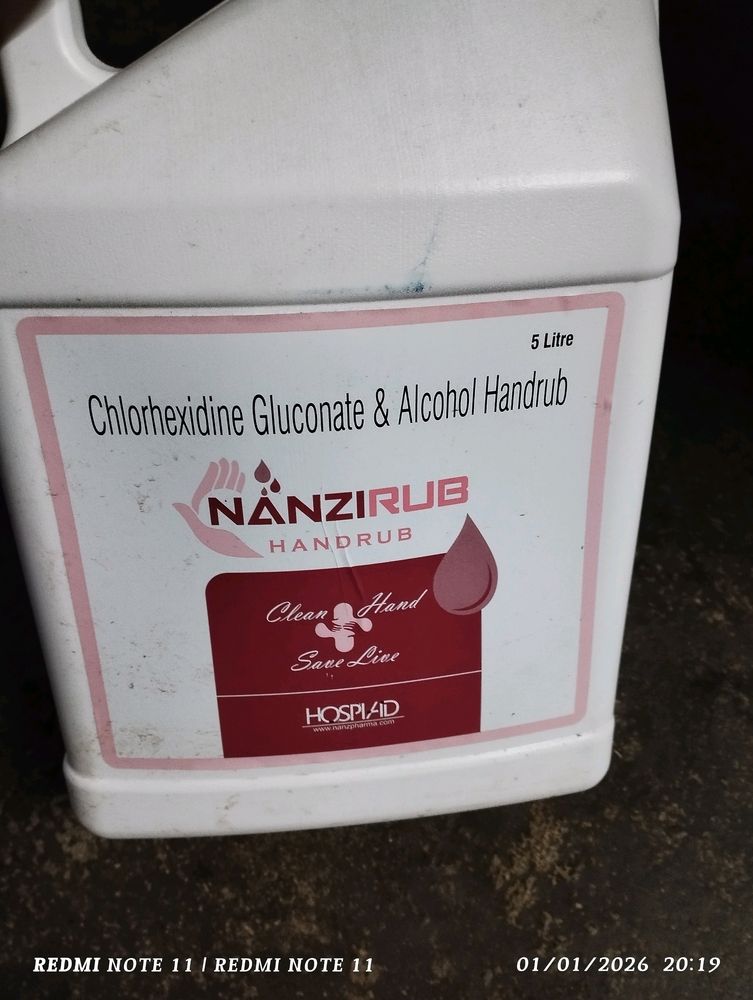 5 Litre
Chlorhexidine Gluconate & Alcohol Handrub
NANZIRUB
HANDRUB
Clean Hand
Save Live
HOSPIAID
www.nanzpharma.com
REDMI NOTE 11 | REDMI NOTE 11
01/01/2026 20:19